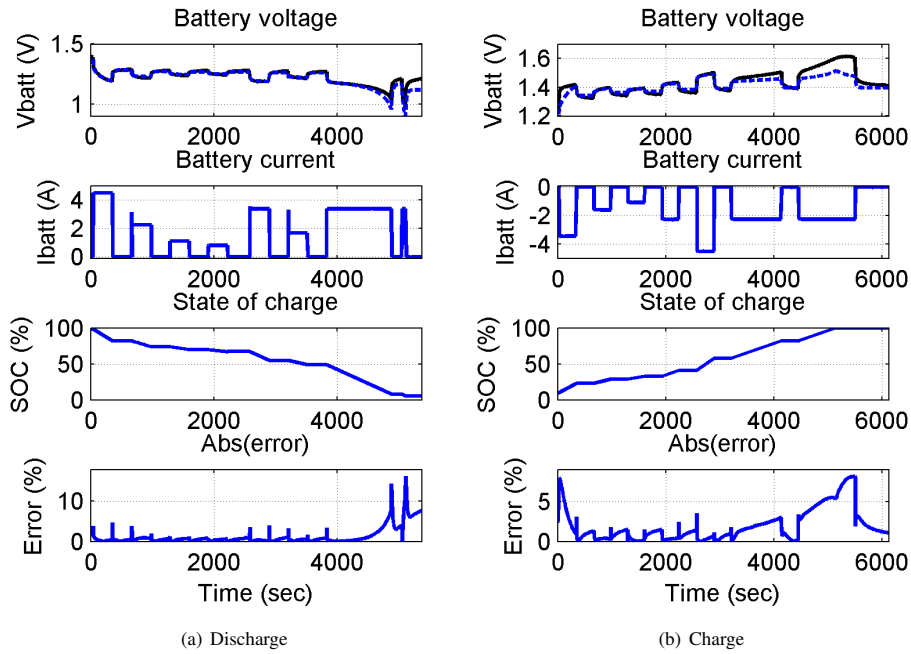 Battery voltage
Vbatt (V)
1.5
1
0 2000 4000
Battery current
Ibatt (A)
4
2
0
0 2000 4000
State of charge
SOC (%)
100
50
0
0 2000 4000
Abs(error)
Error (%)
10
0
0 2000 4000
Time (sec)
(a) Discharge
Battery voltage
Vbatt (V)
1.6
1.4
1.2
0 2000 4000 6000
Battery current
Ibatt (A)
0
-2
-4
0 2000 4000 6000
State of charge
SOC (%)
100
50
0
0 2000 4000 6000
Abs(error)
Error (%)
5
0
0 2000 4000 6000
Time (sec)
(b) Charge